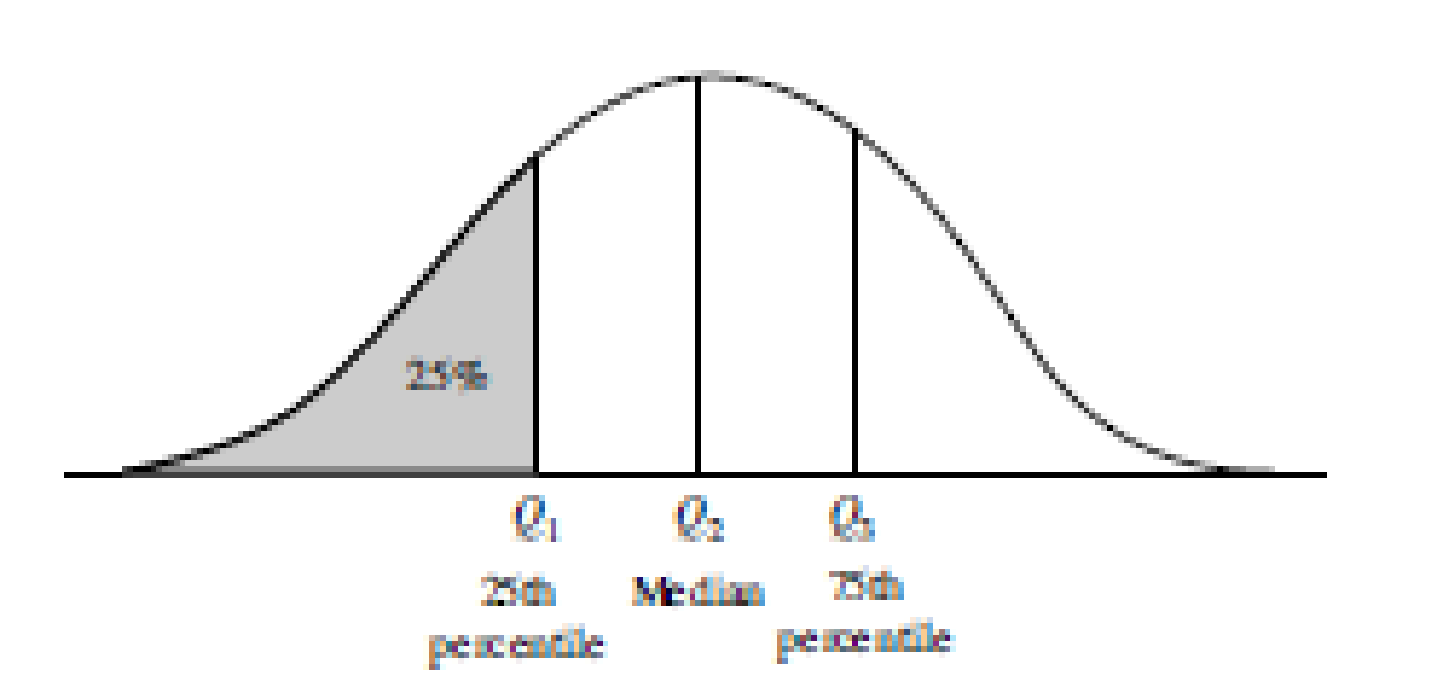 25%
Q1 Q2 Q3
25th Median 75th
percentile percentile